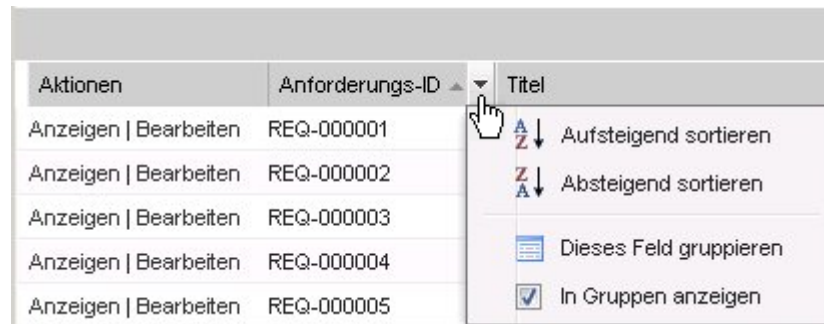 Aktionen Anforderungs-ID Titel
Anzeigen | Bearbeiten REQ-000001
Aufsteigend sortieren
Anzeigen | Bearbeiten REQ-000002
Absteigend sortieren
Anzeigen | Bearbeiten REQ-000003
Anzeigen | Bearbeiten REQ-000004
Dieses Feld gruppieren
Anzeigen | Bearbeiten REQ-000005
In Gruppen anzeigen